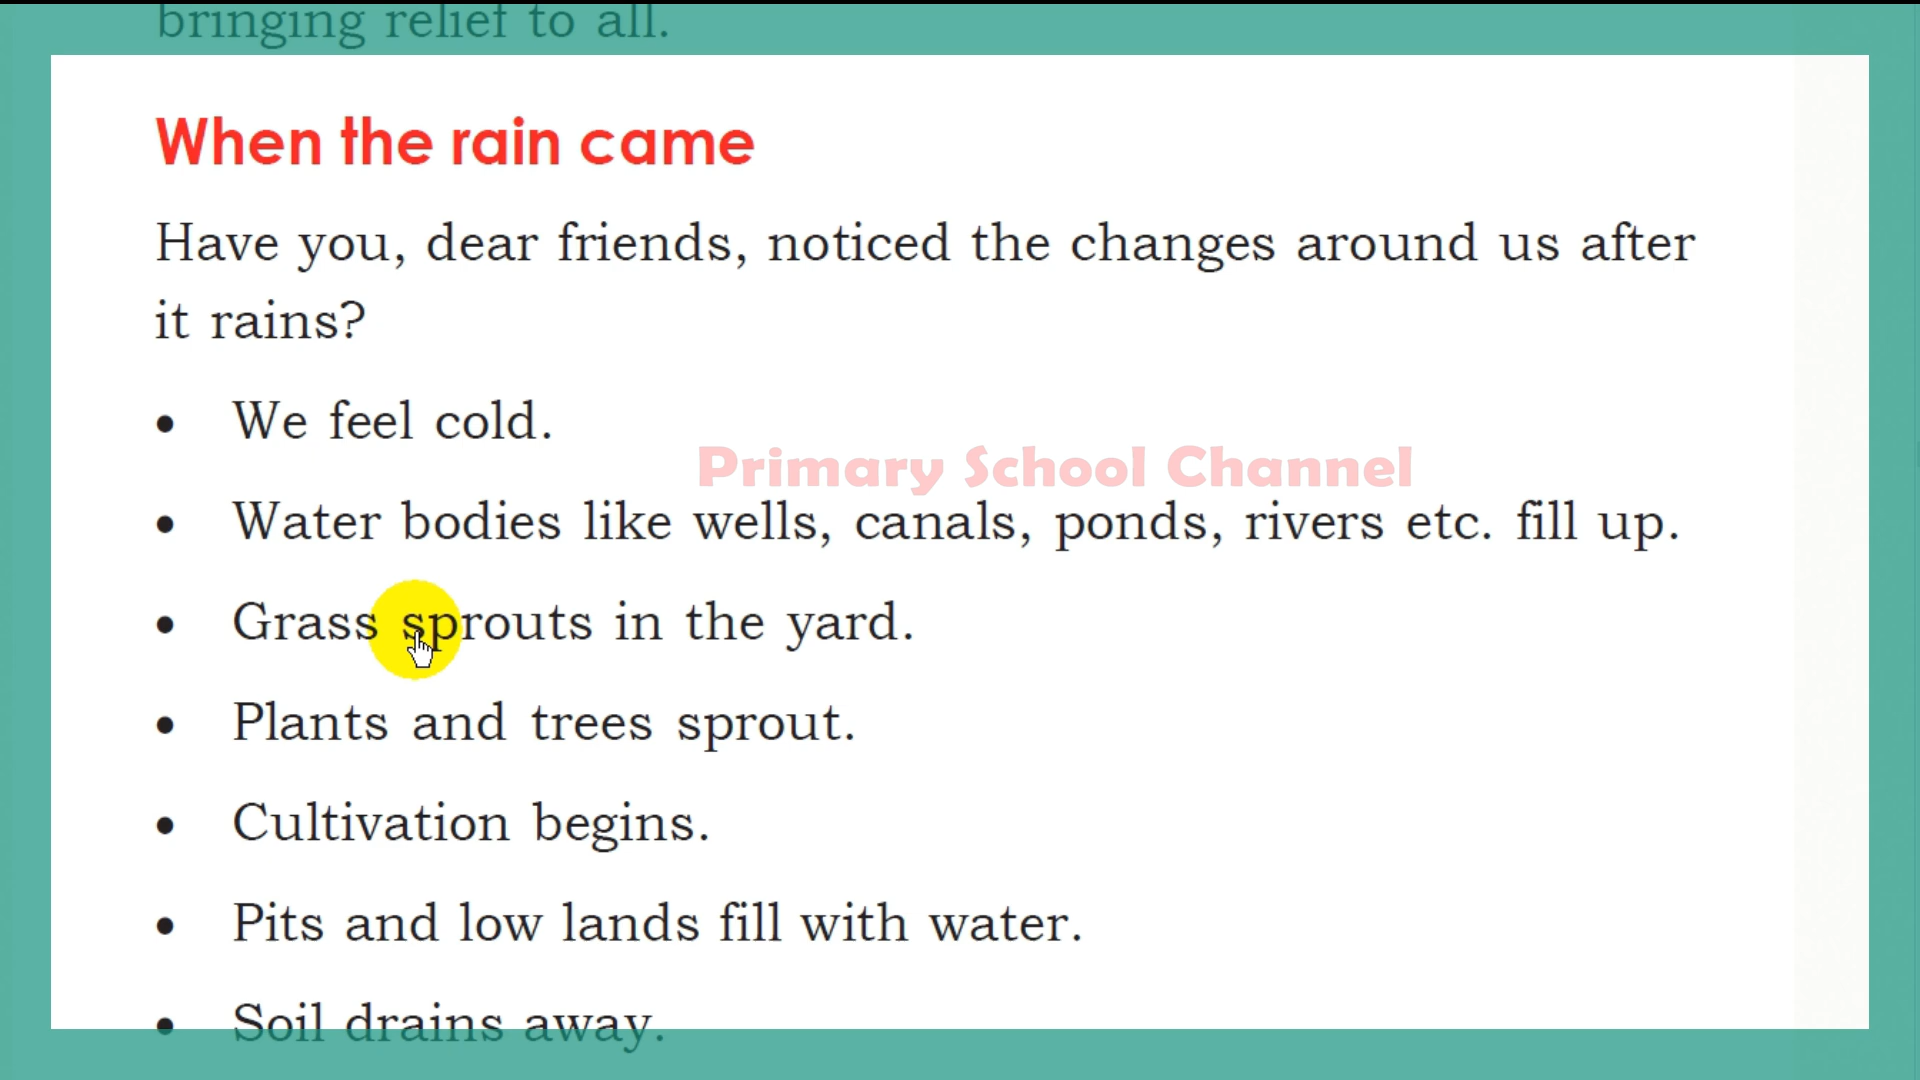 bringing relief to all.
When the rain came
Have you, dear friends, noticed the changes around us after
it rains?
• We feel cold.
Primary School Channel
• Water bodies like wells, canals, ponds, rivers etc. fill up.
• Grass sprouts in the yard.
• Plants and trees sprout.
• Cultivation begins.
• Pits and low lands fill with water.
• Soil drains away.